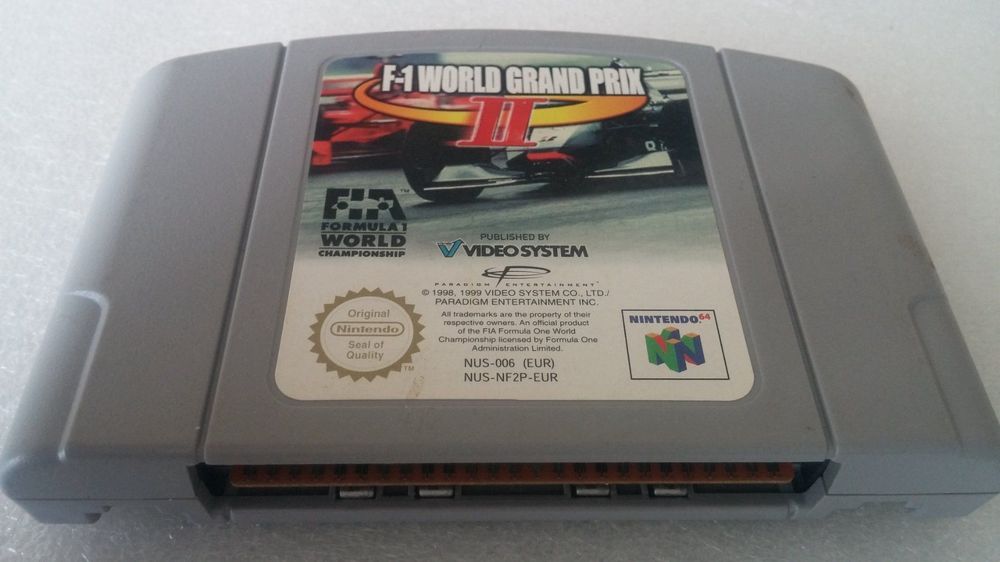 F-1 WORLD GRAND PRIX
II
FIA™
FORMULA 1
WORLD
CHAMPIONSHIP
PUBLISHED BY
VIDEO SYSTEM
PARADIGM ENTERTAINMENT
© 1998, 1999 VIDEO SYSTEM CO., LTD./
PARADIGM ENTERTAINMENT INC.
All trademarks are the property of their
respective owners. An official product
of the FIA Formula One World
Championship licensed by Formula One
Administration Limited.
NUS-006 (EUR)
NUS-NF2P-EUR
Original
Nintendo
Seal of
Quality
TM
NINTENDO64